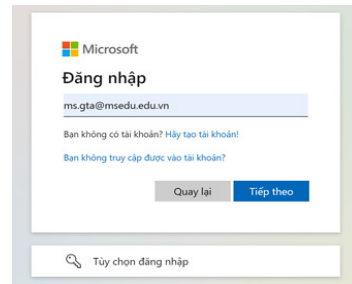 Microsoft
Đăng nhập
ms.gta@msedu.edu.vn
Bạn không có tài khoản? Hãy tạo tài khoản!
Bạn không truy cập được vào tài khoản?
Quay lại Tiếp theo
Tùy chọn đăng nhập